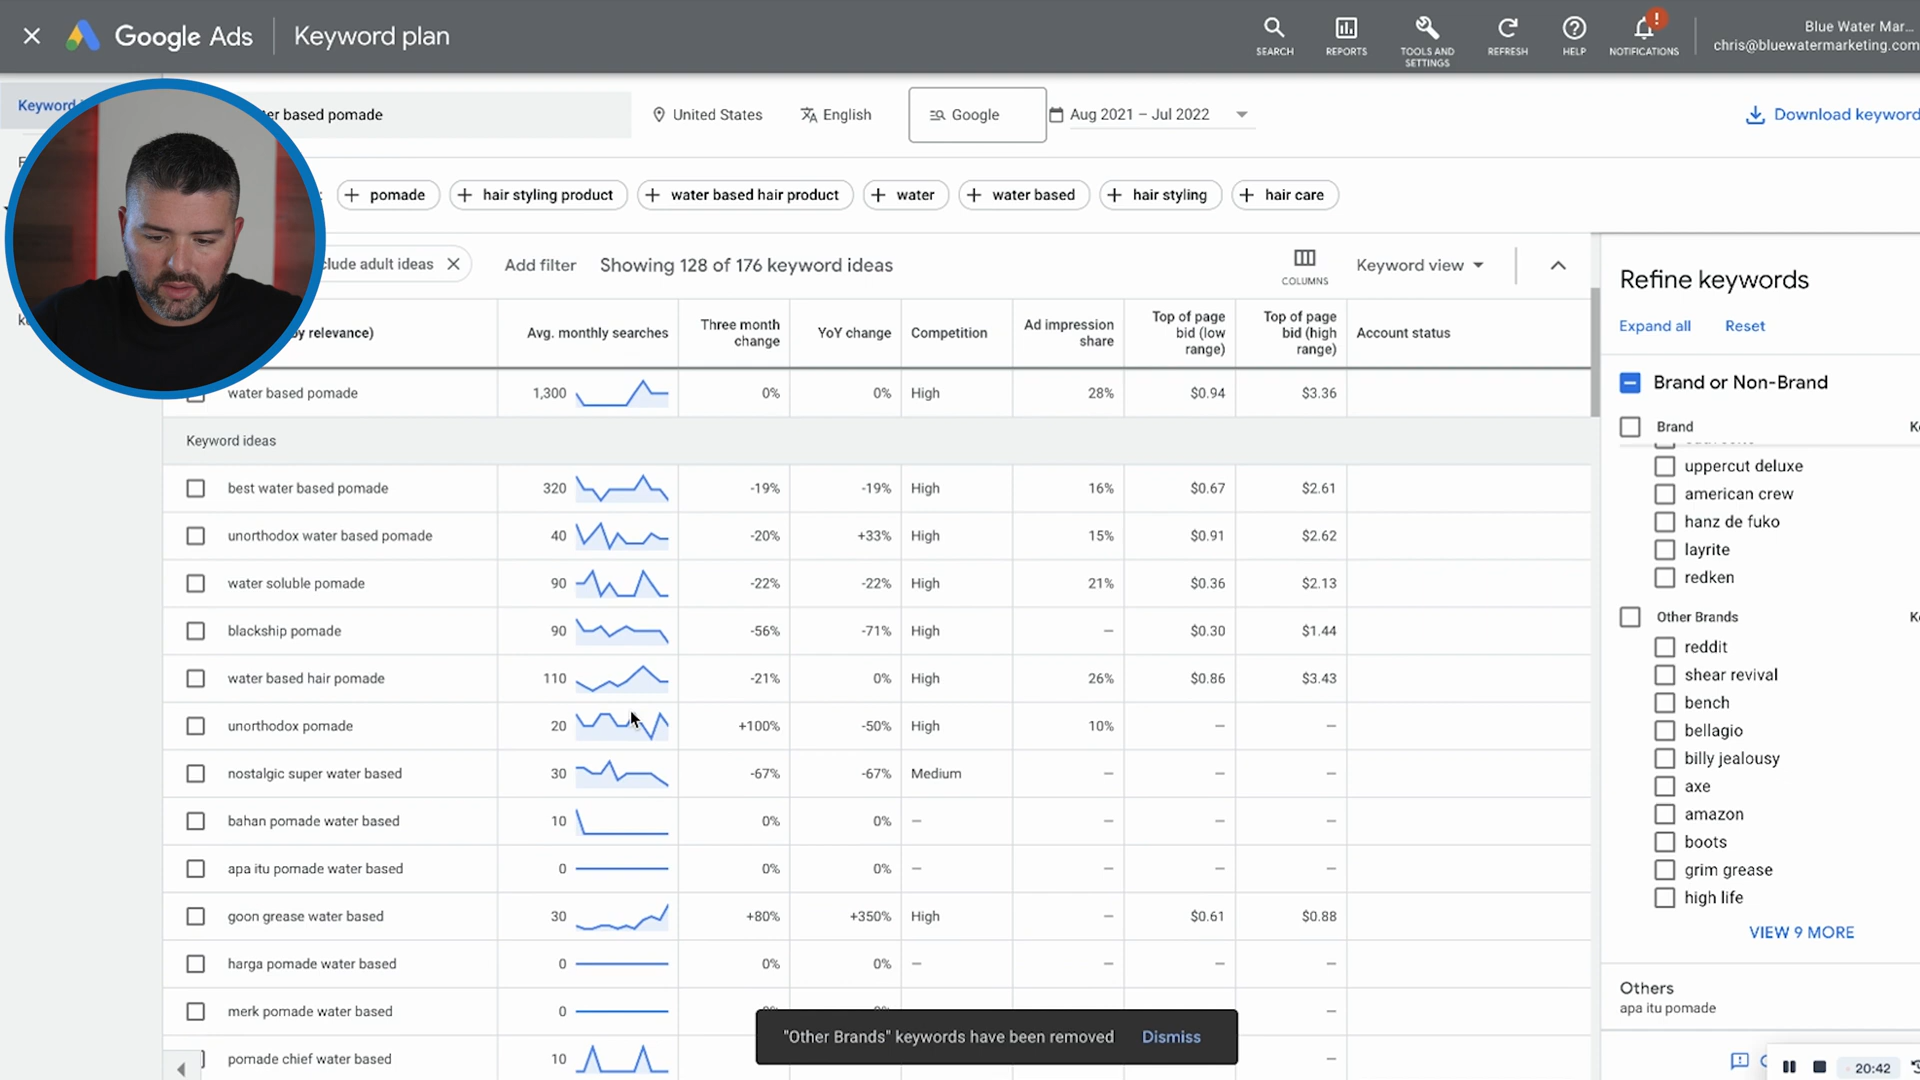 Google Ads Keyword plan
SEARCH
REPORTS
TOOLS AND
SETTINGS
REFRESH
HELP
!
NOTIFICATIONS
Blue Water Mar...
chris@bluewatermarketing.com
Keyword
ter based pomade
United States
English
Google
Aug 2021 – Jul 2022
Download keyword
pomade
hair styling product
water based hair product
water
water based
hair styling
hair care
clude adult ideas
Add filter
Showing 128 of 176 keyword ideas
COLUMNS
Keyword view
by relevance)
Avg. monthly searches
Three month
change
YoY change
Competition
Ad impression
share
Top of page
bid (low
range)
Top of page
bid (high
range)
Account status
water based pomade 1,300 0% 0% High 28% $0.94 $3.36
Keyword ideas
best water based pomade 320 -19% -19% High 16% $0.67 $2.61
unorthodox water based pomade 40 -20% +33% High 15% $0.91 $2.62
water soluble pomade 90 -22% -22% High 21% $0.36 $2.13
blackship pomade 90 -56% -71% High – $0.30 $1.44
water based hair pomade 110 -21% 0% High 26% $0.86 $3.43
unorthodox pomade 20 +100% -50% High 10% – –
nostalgic super water based 30 -67% -67% Medium – – –
bahan pomade water based 10 0% 0% – – – –
apa itu pomade water based 0 0% 0% – – – –
goon grease water based 30 +80% +350% High – $0.61 $0.88
harga pomade water based 0 0% 0% – – – –
merk pomade water based 0 –
pomade chief water based 10 –
"Other Brands" keywords have been removed Dismiss
Refine keywords
Expand all Reset
Brand or Non-Brand
Brand
uppercut deluxe
american crew
hanz de fuko
layrite
redken
Other Brands
reddit
shear revival
bench
bellagio
billy jealousy
axe
amazon
boots
grim grease
high life
VIEW 9 MORE
Others
apa itu pomade
20:42